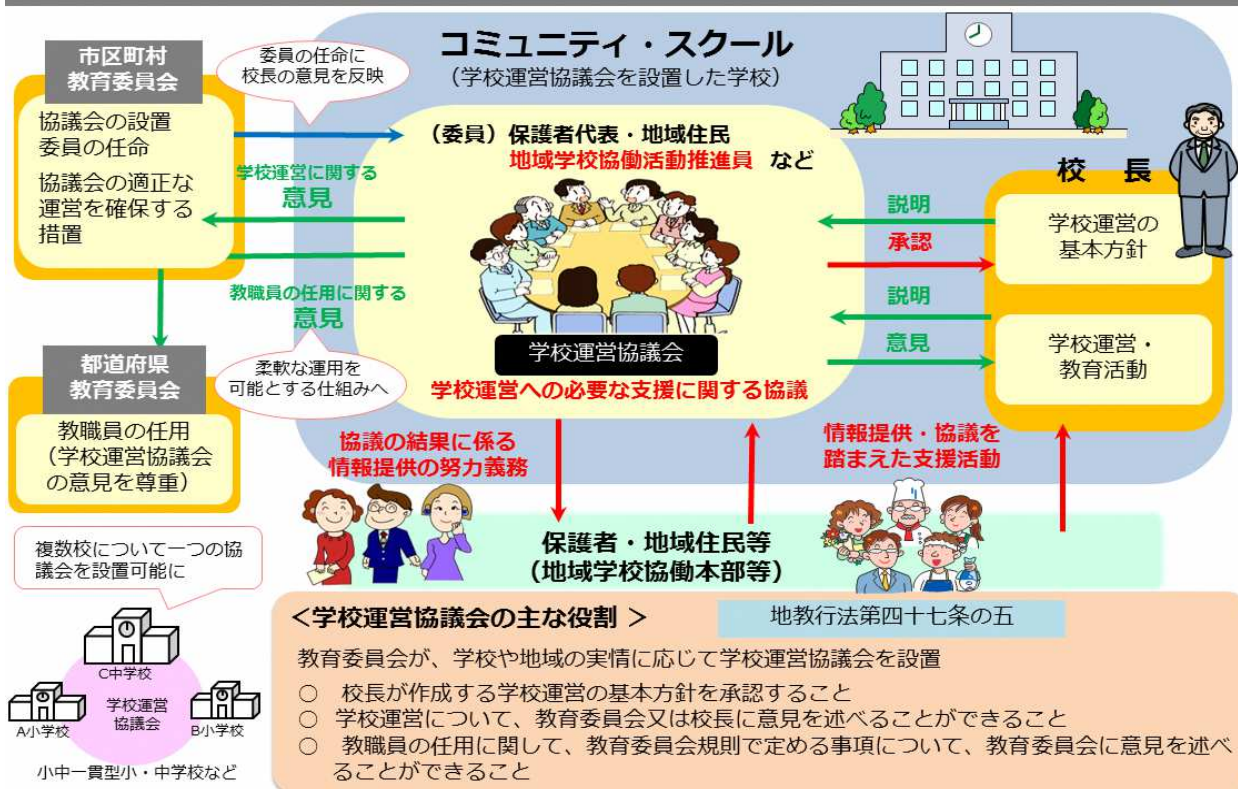 コミュニティ・スクール
（学校運営協議会を設置した学校）
市区町村
教育委員会
協議会の設置
委員の任命
協議会の適正な
運営を確保する
措置
委員の任命に
校長の意見を反映
学校運営に関する
意見
教職員の任用に関する
意見
柔軟な運用を
可能とする仕組みへ
都道府県
教育委員会
教職員の任用
（学校運営協議会
の意見を尊重）
（委員）保護者代表・地域住民
地域学校協働活動推進員 など
学校運営協議会
学校運営への必要な支援に関する協議
校 長
説明
承認
学校運営の
基本方針
説明
意見
学校運営・
教育活動
協議の結果に係る
情報提供の努力義務
情報提供・協議を
踏まえた支援活動
保護者・地域住民等
（地域学校協働本部等）
複数校について一つの協
議会を設置可能に
C中学校
学校運営
協議会
A小学校
B小学校
小中一貫型小・中学校など
＜学校運営協議会の主な役割 ＞
地教行法第四十七条の五
教育委員会が、学校や地域の実情に応じて学校運営協議会を設置
○ 校長が作成する学校運営の基本方針を承認すること
○ 学校運営について、教育委員会又は校長に意見を述べることができること
○ 教職員の任用に関して、教育委員会規則で定める事項について、教育委員会に意見を述べ
ることができること